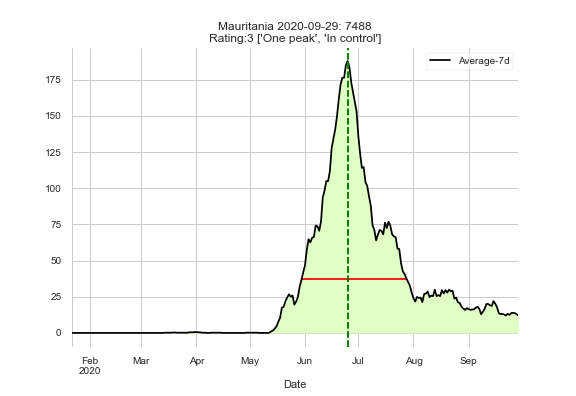 Mauritania 2020-09-29: 7488
Rating:3 ['One peak', 'In control']
Average-7d
175
150
125
100
75
50
25
0
Feb Mar Apr May Jun Jul Aug Sep
2020
Date